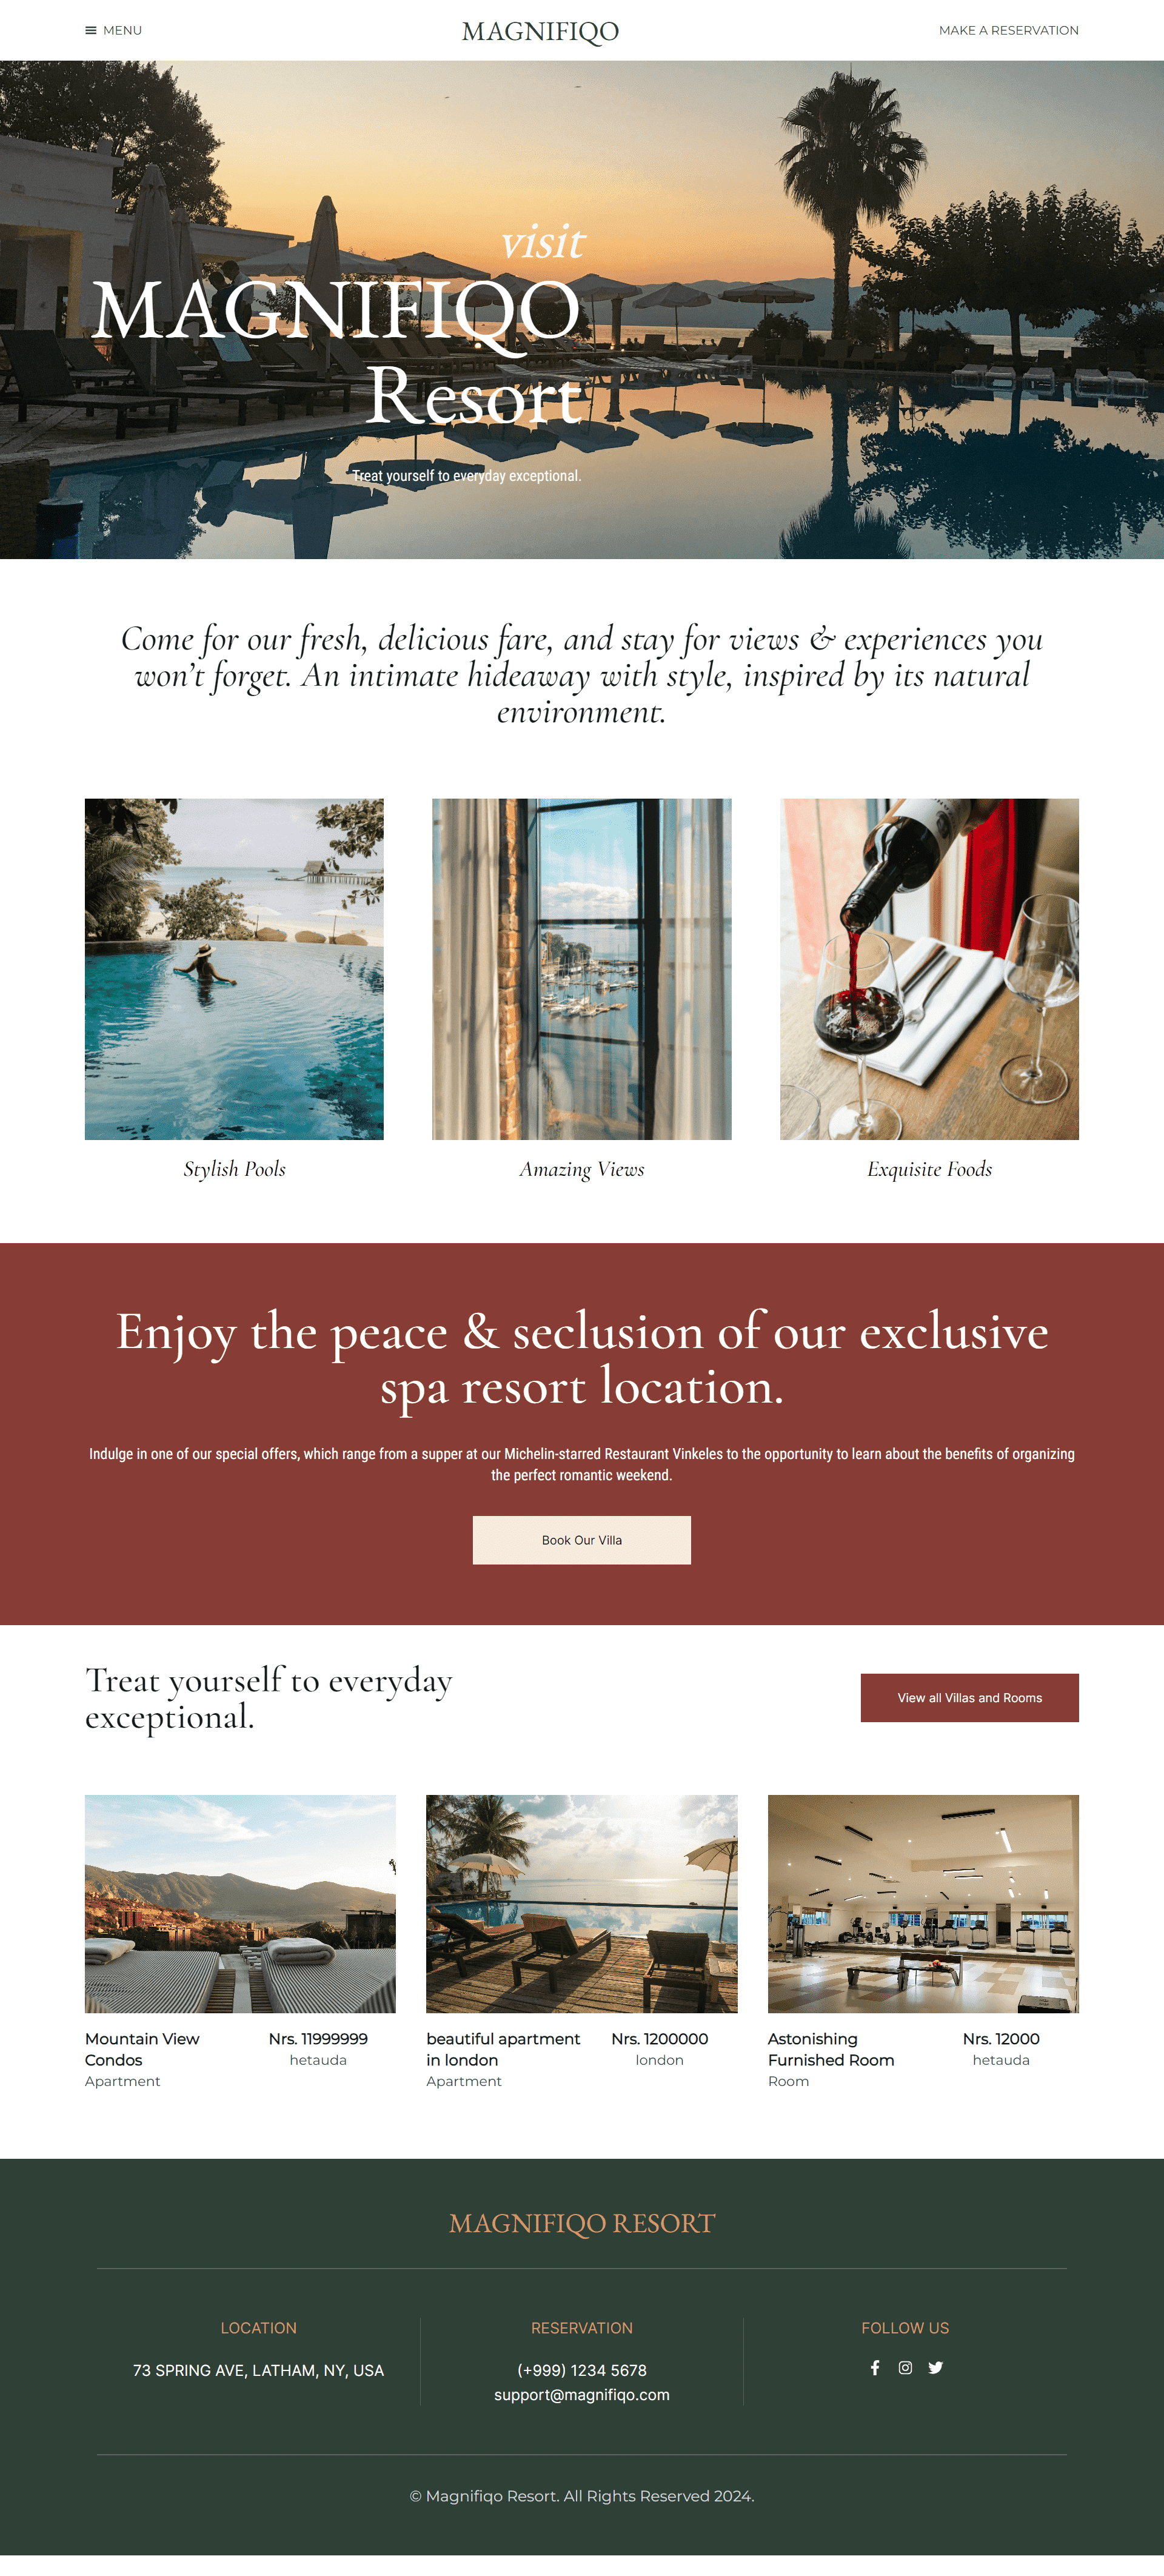 MENU
MAGNIFIQO
MAKE A RESERVATION
visit
MAGNIFIQO
Resort
Treat yourself to everyday exceptional.
Come for our fresh, delicious fare, and stay for views & experiences you
won't forget. An intimate hideaway with style, inspired by its natural
environment.
Stylish Pools
Amazing Views
Exquisite Foods
Enjoy the peace & seclusion of our exclusive
spa resort location.
Indulge in one of our special offers, which range from a supper at our Michelin-starred Restaurant Vinkeles to the opportunity to learn about the benefits of organizing
the perfect romantic weekend.
Book Our Villa
Treat yourself to everyday
exceptional.
View all Villas and Rooms
Mountain View
Condos
Apartment
Nrs. 11999999
hetauda
beautiful apartment
in london
Apartment
Nrs. 1200000
london
Astonishing
Furnished Room
Room
Nrs. 12000
hetauda
MAGNIFIQO RESORT
LOCATION
73 SPRING AVE, LATHAM, NY, USA
RESERVATION
(+999) 1234 5678
support@magnifiqo.com
FOLLOW US
© Magnifiqo Resort. All Rights Reserved 2024.